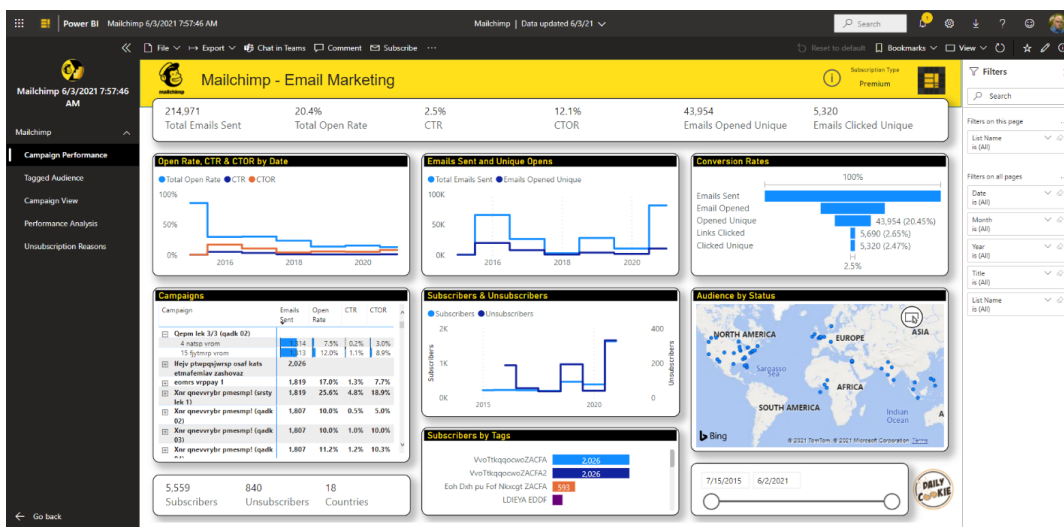 Power BI Mailchimp 6/3/2021 7:57:46 AM
Mailchimp | Data updated 6/3/21
Search
File Export Chat in Teams Comment Subscribe ...
Reset to default Bookmarks View
Mailchimp 6/3/2021 7:57:46 AM
Mailchimp
Campaign Performance
Tagged Audience
Campaign View
Performance Analysis
Unsubscription Reasons
Go back
mailchimp
Mailchimp - Email Marketing
Subscription Type
Premium
214,971
Total Emails Sent
20.4%
Total Open Rate
2.5%
CTR
12.1%
CTOR
43,954
Emails Opened Unique
5,320
Emails Clicked Unique
Open Rate, CTR & CTOR by Date
Total Open Rate CTR CTOR
100%
50%
0%
2016 2018 2020
Emails Sent and Unique Opens
Total Emails Sent Emails Opened Unique
100K
50K
0K
2016 2018 2020
Conversion Rates
100%
Emails Sent
Email Opened
Opened Unique 43,954 (20.45%)
Links Clicked 5,690 (2.65%)
Clicked Unique 5,320 (2.47%)
2.5%
Campaigns
Campaign Emails Sent Open Rate CTR CTOR
Qepm lek 3/3 (qadk 02)
4 natsp vrom 7.5% 0.2% 3.0%
15 fjytmrp vrom 12.0% 1.1% 8.9%
2,026
eomrs vrppay 1 1,819 17.0% 1.3% 7.7%
Xnr qnevvrybr pmesmp! (srsty lek 1) 1,819 25.6% 4.8% 18.9%
Xnr qnevvrybr pmesmp! (qadk 02) 1,807 10.0% 0.5% 5.0%
Xnr qnevvrybr pmesmp! (qadk 03) 1,807 10.0% 1.0% 10.0%
Xnr qnevvrybr pmesmp! (qadk 1,807 11.2% 1.2% 10.3%
Subscribers & Unsubscribers
Subscribers Unsubscribers
2K
1K
0K
Subscribers
400
200
0
Unsubscribers
2015 2020
Audience by Status
NORTH AMERICA
ASIA
Sargasso Sea
AFRICA
SOUTH AMERICA
Indian Ocean
A
Bing
© 2021 TomTom, © 2021 Microsoft Corporation Terms
Subscribers by Tags
VvoTtkqqocwoZACFA 2,026
VvoTtkqqocwoZACFA2 2,026
Eoh Dxh pu Fof Nkxcgt ZACFA 593
LDIEYA EDDF
5,559
Subscribers
840
Unsubscribers
18
Countries
7/15/2015 6/2/2021
DAILY COOKIE
Filters
Search
Filters on this page
List Name
is (All)
Filters on all pages
Date
is (All)
Month
is (All)
Year
is (All)
Title
is (All)
List Name
is (All)